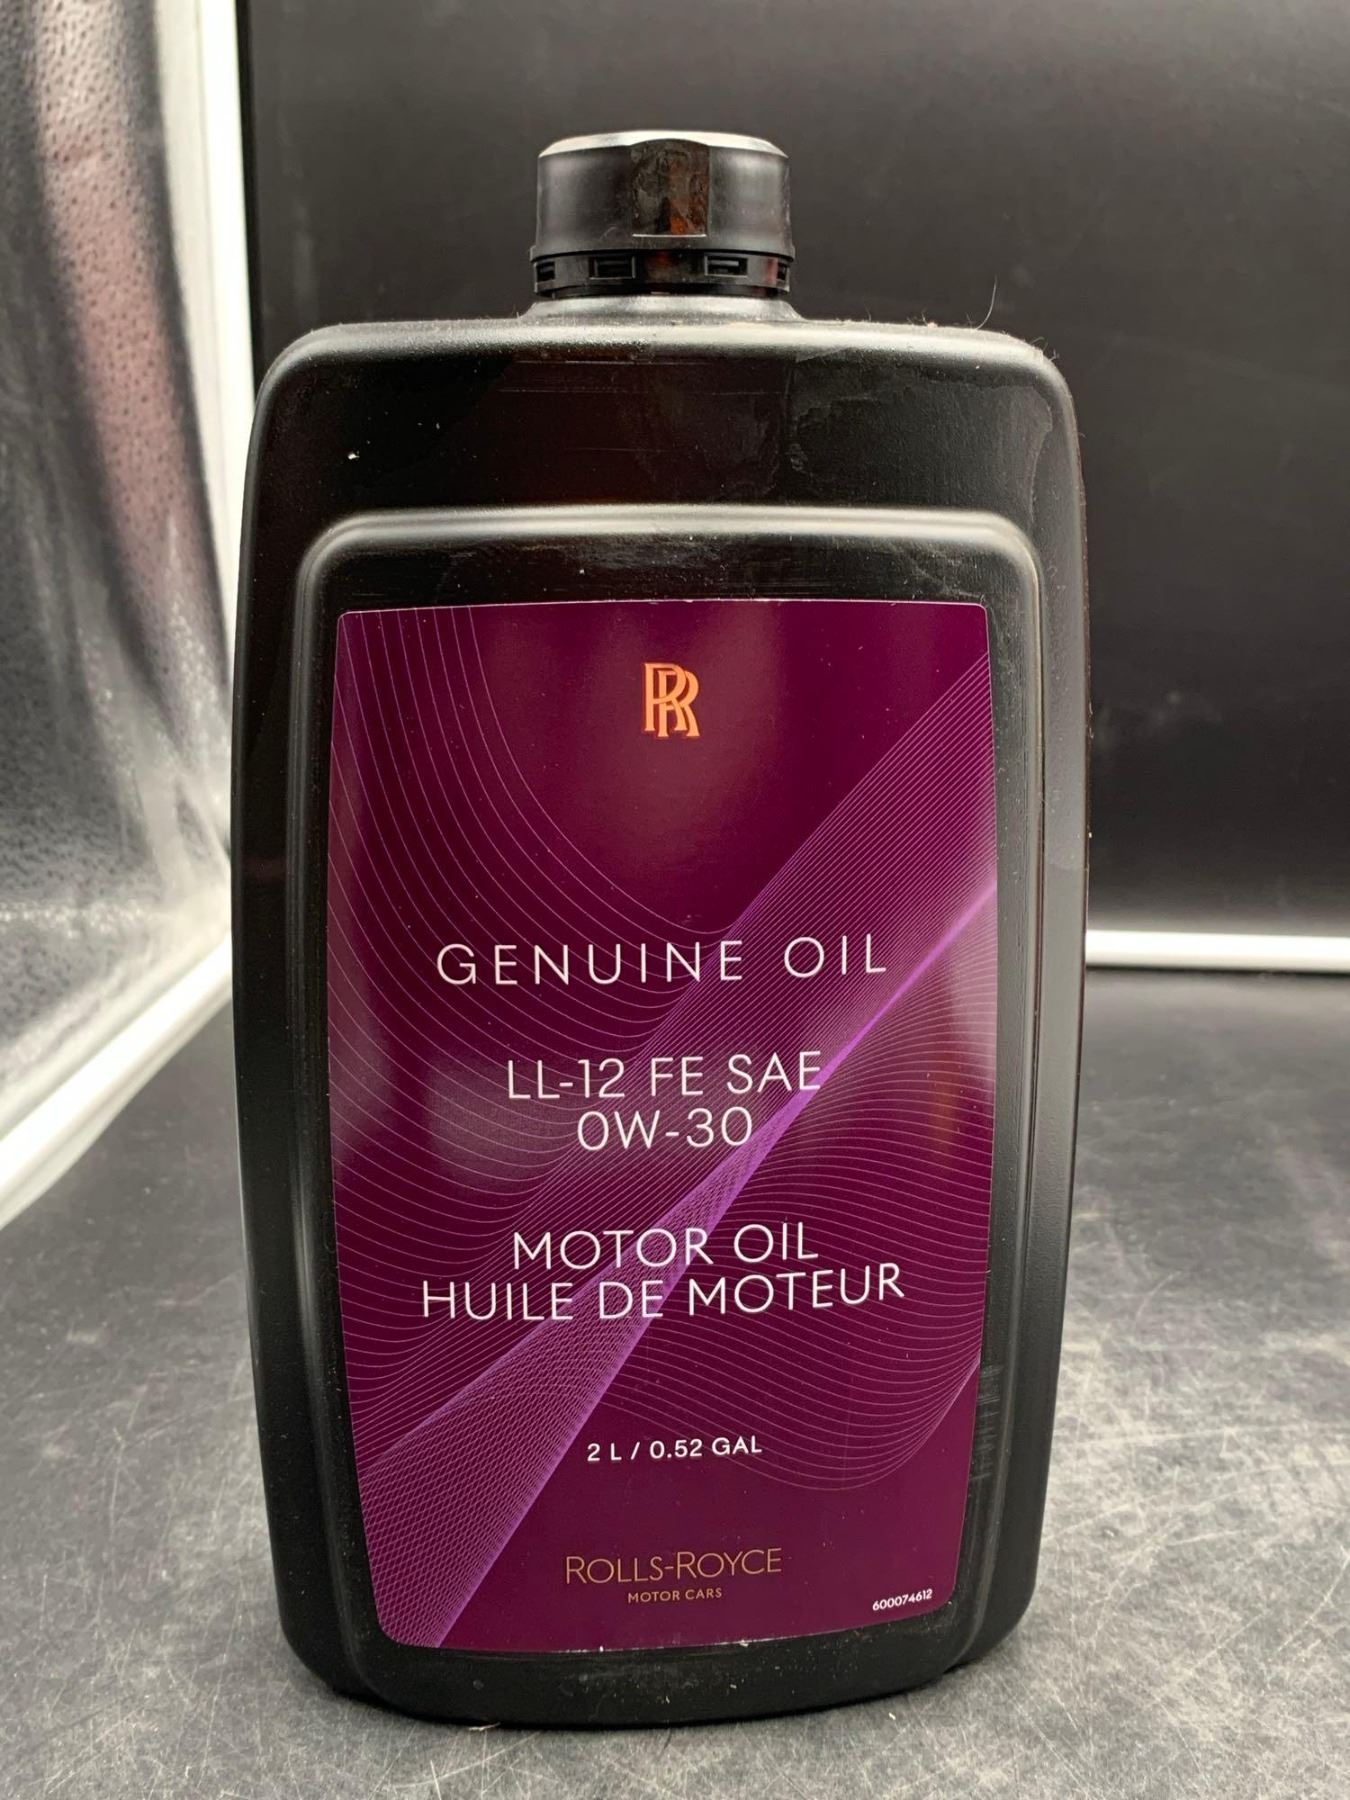 RR
GENUINE OIL
LL-12 FE SAE
0W-30
MOTOR OIL
HUILE DE MOTEUR
2 L / 0.52 GAL
ROLLS-ROYCE
MOTOR CARS
600074612